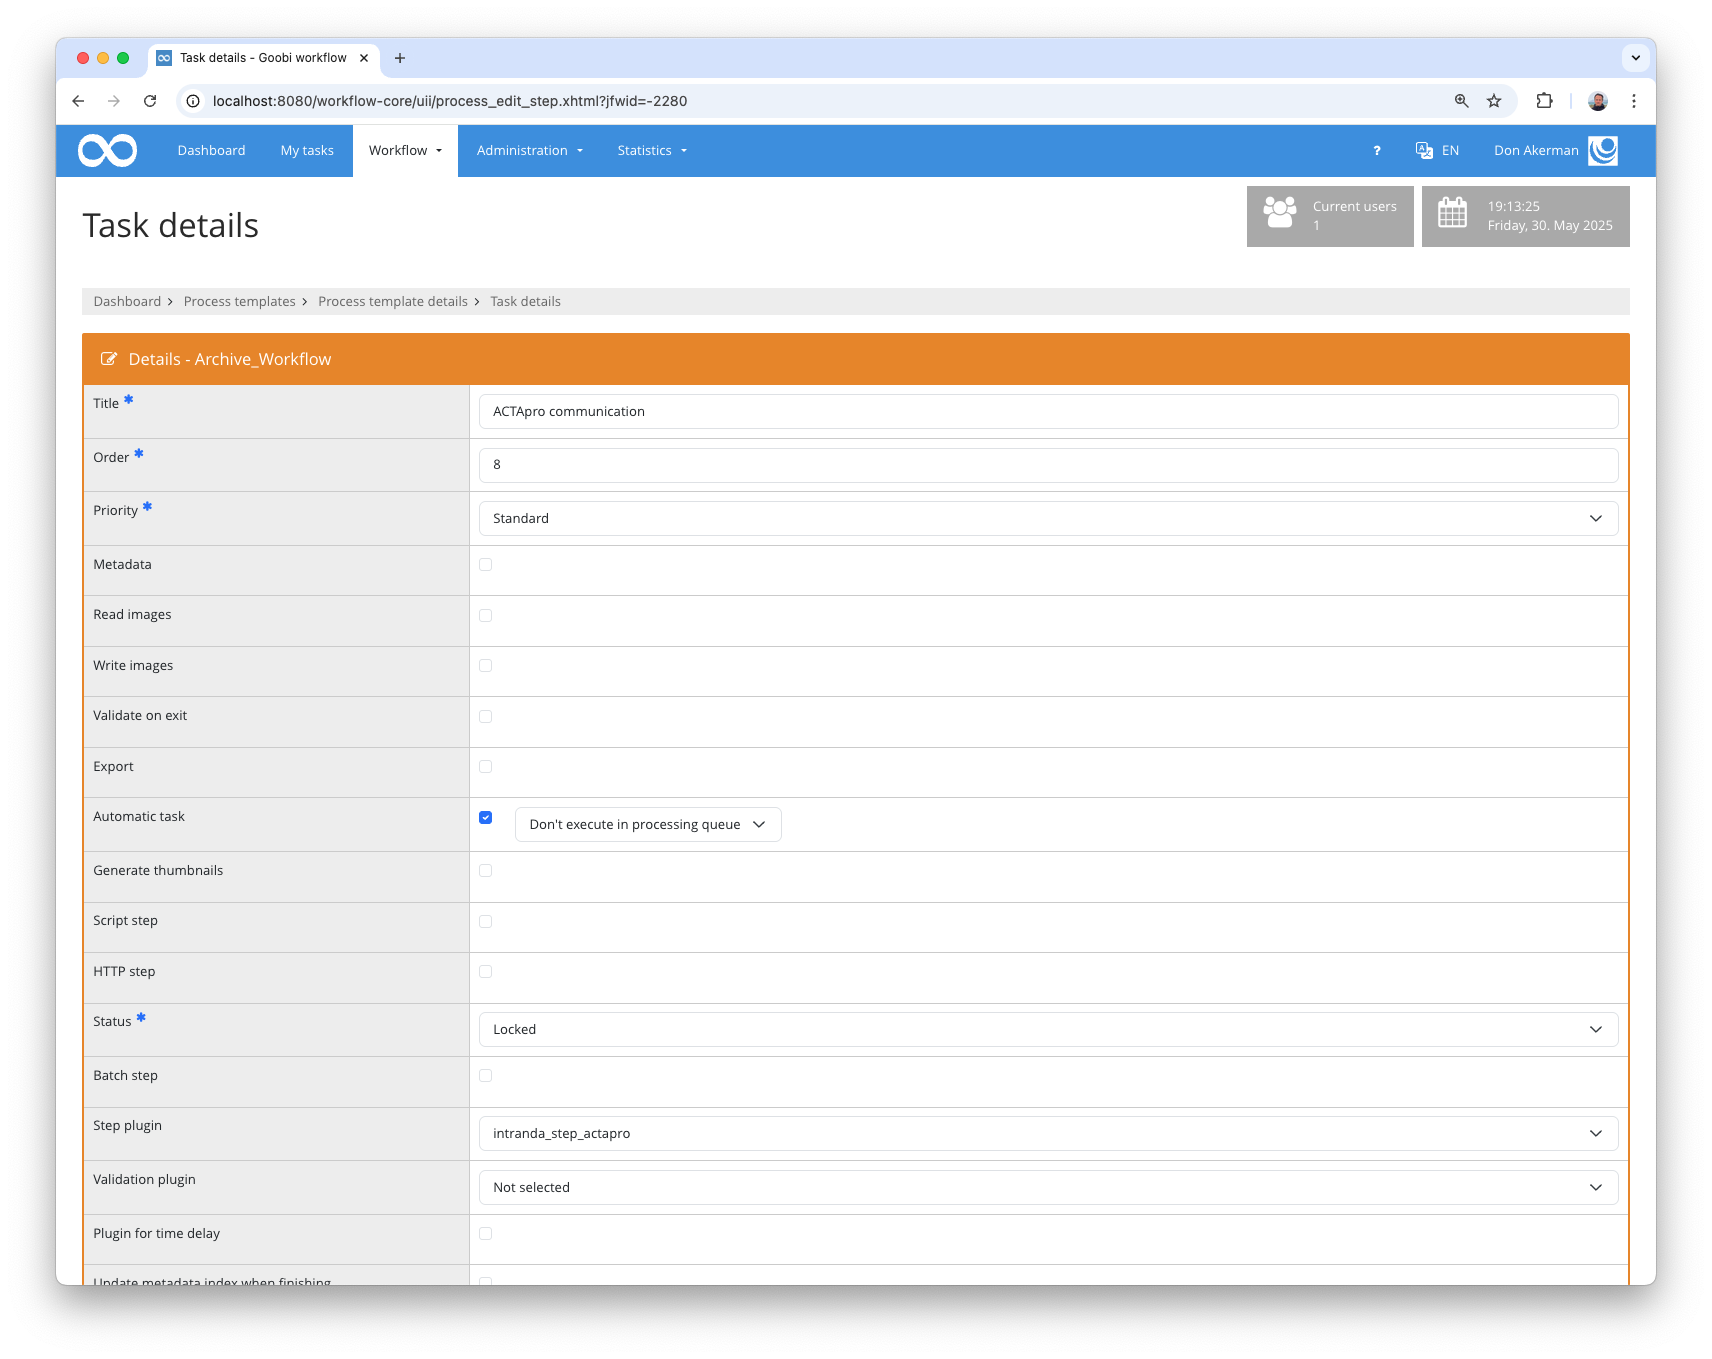 Task details - Goobi workflow
localhost:8080/workflow-core/uii/process_edit_step.xhtml?jfwid=-2280
Dashboard My tasks Workflow Administration Statistics ? EN Don Akerman
Task details
Current users
1
19:13:25
Friday, 30. May 2025
Dashboard Process templates Process template details Task details
Details - Archive_Workflow
Title * ACTApro communication
Order * 8
Priority * Standard
Metadata
Read images
Write images
Validate on exit
Export
Automatic task Don't execute in processing queue
Generate thumbnails
Script step
HTTP step
Status * Locked
Batch step
Step plugin intranda_step_actapro
Validation plugin Not selected
Plugin for time delay
Update metadata index when finishing